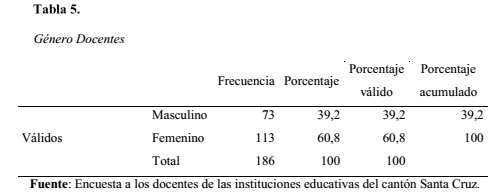 Tabla 5.
Género Docentes
Frecuencia Porcentaje Porcentaje válido Porcentaje acumulado
Masculino 73 39,2 39,2 39,2
Válidos Femenino 113 60,8 60,8 100
Total 186 100 100
Fuente: Encuesta a los docentes de las instituciones educativas del cantón Santa Cruz.